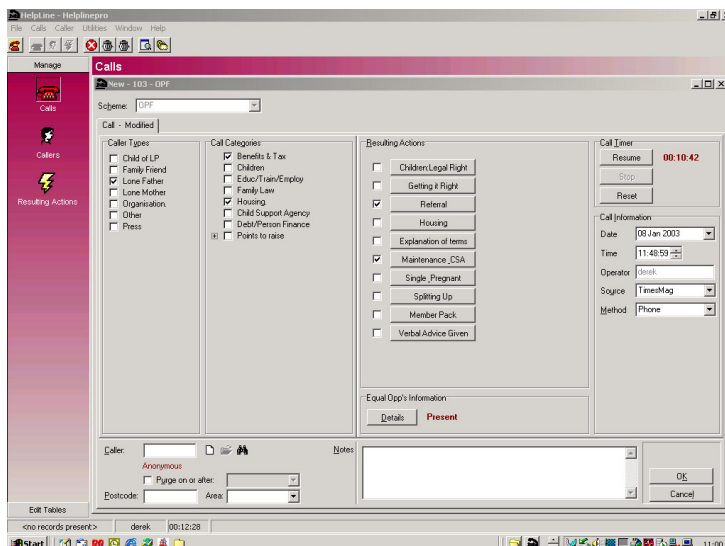 HelpLine - Helplinepro
File Calls Caller Utilities Window Help
Manage
Calls
Callers
Resulting Actions
Edit Tables
Calls
New - 103 - OPF
Scheme: OPF
Call - Modified
Caller Types
Child of LP
Family Friend
Lone Father
Lone Mother
Organisation.
Other
Press
Call Categories
Benefits & Tax
Children
Educ/Train/Employ
Family Law
Housing.
Child Support Agency
Debt/Person Finance
Points to raise
Resulting Actions
Children:Legal Right
Getting it Right
Referral
Housing
Explanation of terms
Maintenance_CSA
Single_Pregnant
Splitting Up
Member Pack
Verbal Advice Given
Equal Opp's Information
Details Present
Call Timer
Resume 00:10:42
Stop
Reset
Call Information
Date 08 Jan 2003
Time 11:48:59
Operator derek
Source TimesMag
Method Phone
Caller:
Anonymous
Purge on or after:
Postcode: Area:
Notes
OK
Cancel
<no records present> derek 00:12:28
Start 11:00